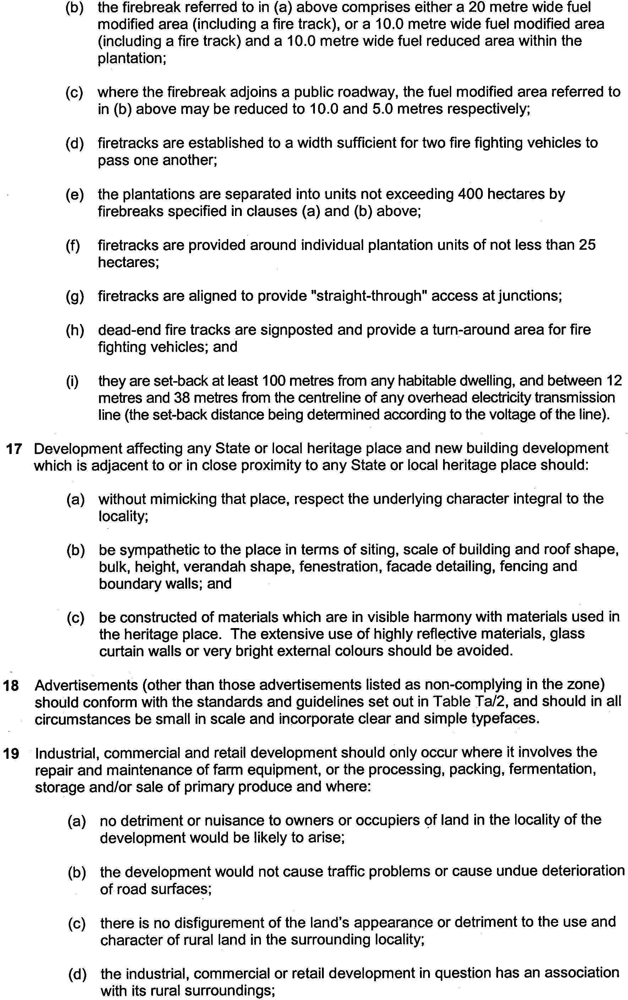 (b) the firebreak referred to in (a) above comprises either a 20 metre wide fuel
modified area (including a fire track), or a 10.0 metre wide fuel modified area
(including a fire track) and a 10.0 metre wide fuel reduced area within the
plantation;
(c) where the firebreak adjoins a public roadway, the fuel modified area referred to
in (b) above may be reduced to 10.0 and 5.0 metres respectively;
(d) firetracks are established to a width sufficient for two fire fighting vehicles to
pass one another;
(e) the plantations are separated into units not exceeding 400 hectares by
firebreaks specified in clauses (a) and (b) above;
(f) firetracks are provided around individual plantation units of not less than 25
hectares;
(g) firetracks are aligned to provide "straight-through" access at junctions;
(h) dead-end fire tracks are signposted and provide a turn-around area for fire
fighting vehicles; and
(i) they are set-back at least 100 metres from any habitable dwelling, and between 12
metres and 38 metres from the centreline of any overhead electricity transmission
line (the set-back distance being determined according to the voltage of the line).
17 Development affecting any State or local heritage place and new building development
which is adjacent to or in close proximity to any State or local heritage place should:
(a) without mimicking that place, respect the underlying character integral to the
locality;
(b) be sympathetic to the place in terms of siting, scale of building and roof shape,
bulk, height, verandah shape, fenestration, facade detailing, fencing and
boundary walls; and
(c) be constructed of materials which are in visible harmony with materials used in
the heritage place. The extensive use of highly reflective materials, glass
curtain walls or very bright external colours should be avoided.
18 Advertisements (other than those advertisements listed as non-complying in the zone)
should conform with the standards and guidelines set out in Table Ta/2, and should in all
circumstances be small in scale and incorporate clear and simple typefaces.
19 Industrial, commercial and retail development should only occur where it involves the
repair and maintenance of farm equipment, or the processing, packing, fermentation,
storage and/or sale of primary produce and where:
(a) no detriment or nuisance to owners or occupiers of land in the locality of the
development would be likely to arise;
(b) the development would not cause traffic problems or cause undue deterioration
of road surfaces;
(c) there is no disfigurement of the land's appearance or detriment to the use and
character of rural land in the surrounding locality;
(d) the industrial, commercial or retail development in question has an association
with its rural surroundings;